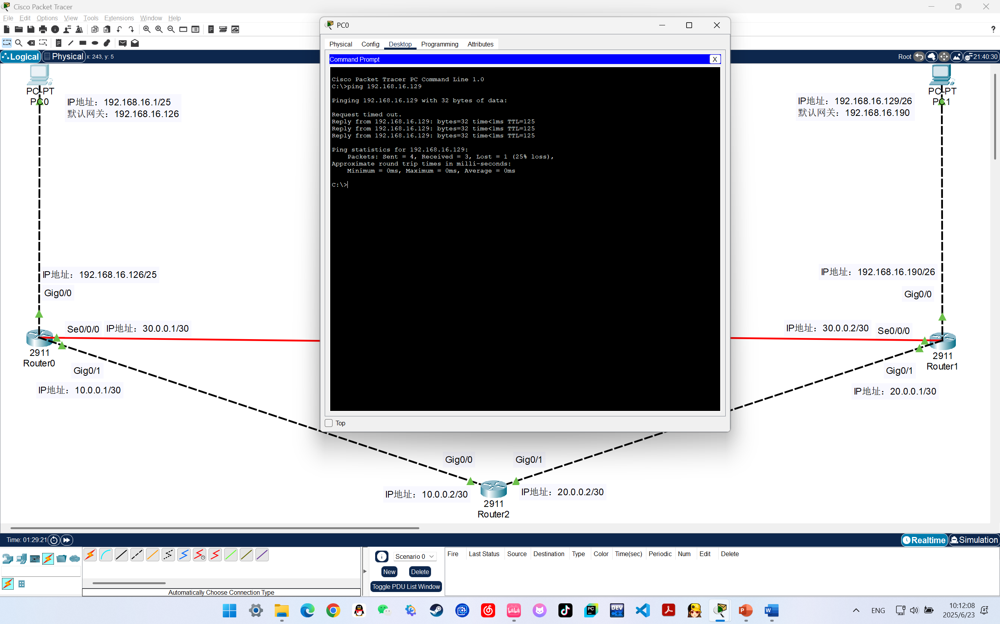 Cisco Packet Tracer
File Edit Options View Tools Extensions Window Help
?
Logical Physical x: 243, y: 5
Root 21:40:30
PC0
Physical Config Desktop Programming Attributes
Command Prompt X
Cisco Packet Tracer PC Command Line 1.0
C:\>ping 192.168.16.129
Pinging 192.168.16.129 with 32 bytes of data:
Request timed out.
Reply from 192.168.16.129: bytes=32 time<1ms TTL=125
Reply from 192.168.16.129: bytes=32 time<1ms TTL=125
Reply from 192.168.16.129: bytes=32 time<1ms TTL=125
Ping statistics for 192.168.16.129:
Packets: Sent = 4, Received = 3, Lost = 1 (25% loss),
Approximate round trip times in milli-seconds:
Minimum = 0ms, Maximum = 0ms, Average = 0ms
C:\>
Top
PC-PT
PC0
IP地址：192.168.16.1/25
默认网关：192.168.16.126
PC-PT
PC1
IP地址：192.168.16.129/26
默认网关：192.168.16.190
IP地址：192.168.16.126/25
Gig0/0
IP地址：192.168.16.190/26
Gig0/0
Se0/0/0 IP地址：30.0.0.1/30
IP地址：30.0.0.2/30 Se0/0/0
2911
Router0
2911
Router1
Gig0/1
IP地址：10.0.0.1/30
Gig0/1
IP地址：20.0.0.1/30
Gig0/0 Gig0/1
IP地址：10.0.0.2/30 IP地址：20.0.0.2/30
2911
Router2
Time: 01:29:21
Realtime Simulation
Scenario 0
New Delete
Toggle PDU List Window
Fire Last Status Source Destination Type Color Time(sec) Periodic Num Edit Delete
Automatically Choose Connection Type
bilibili
PC
DEV
C++
P
W
ENG
10:12:08
2025/6/23